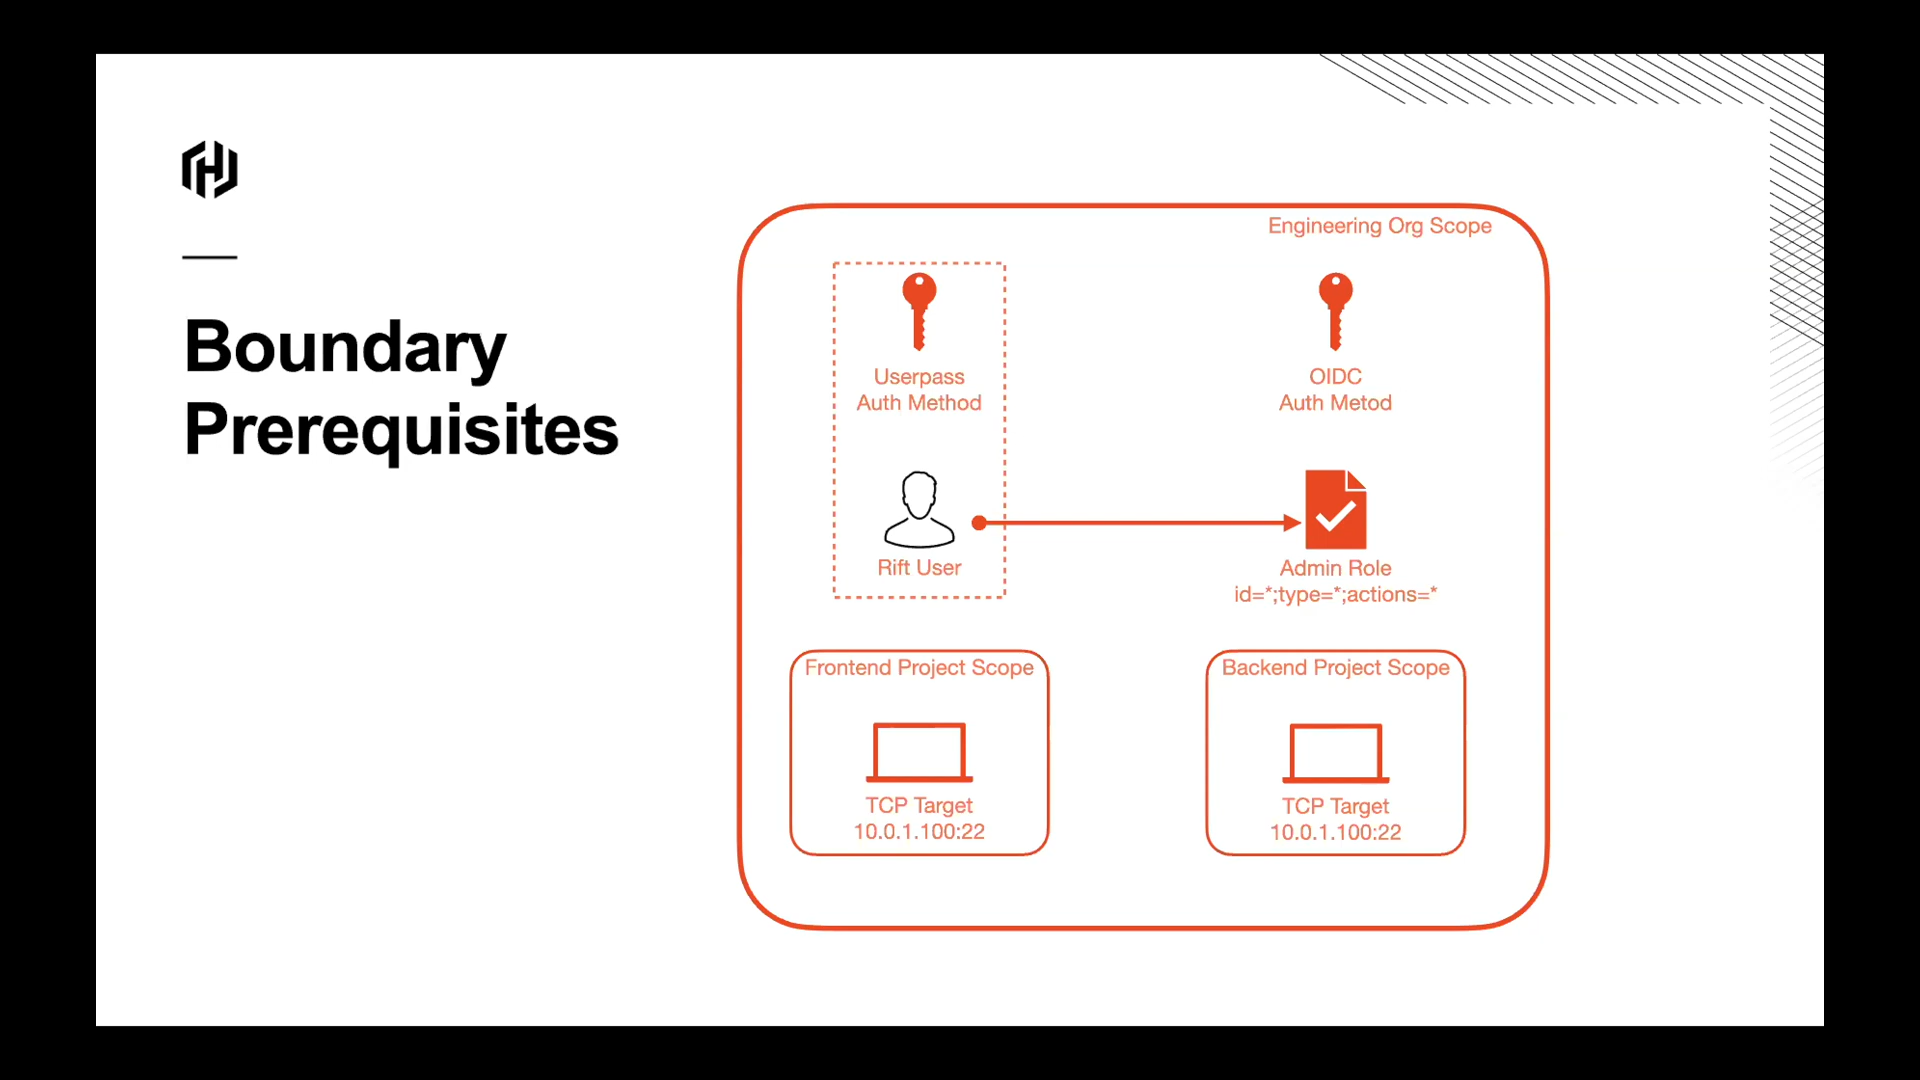 Boundary
Prerequisites
Engineering Org Scope
Userpass
Auth Method
OIDC
Auth Metod
Rift User
Admin Role
id=*;type=*;actions=*
Frontend Project Scope
TCP Target
10.0.1.100:22
Backend Project Scope
TCP Target
10.0.1.100:22